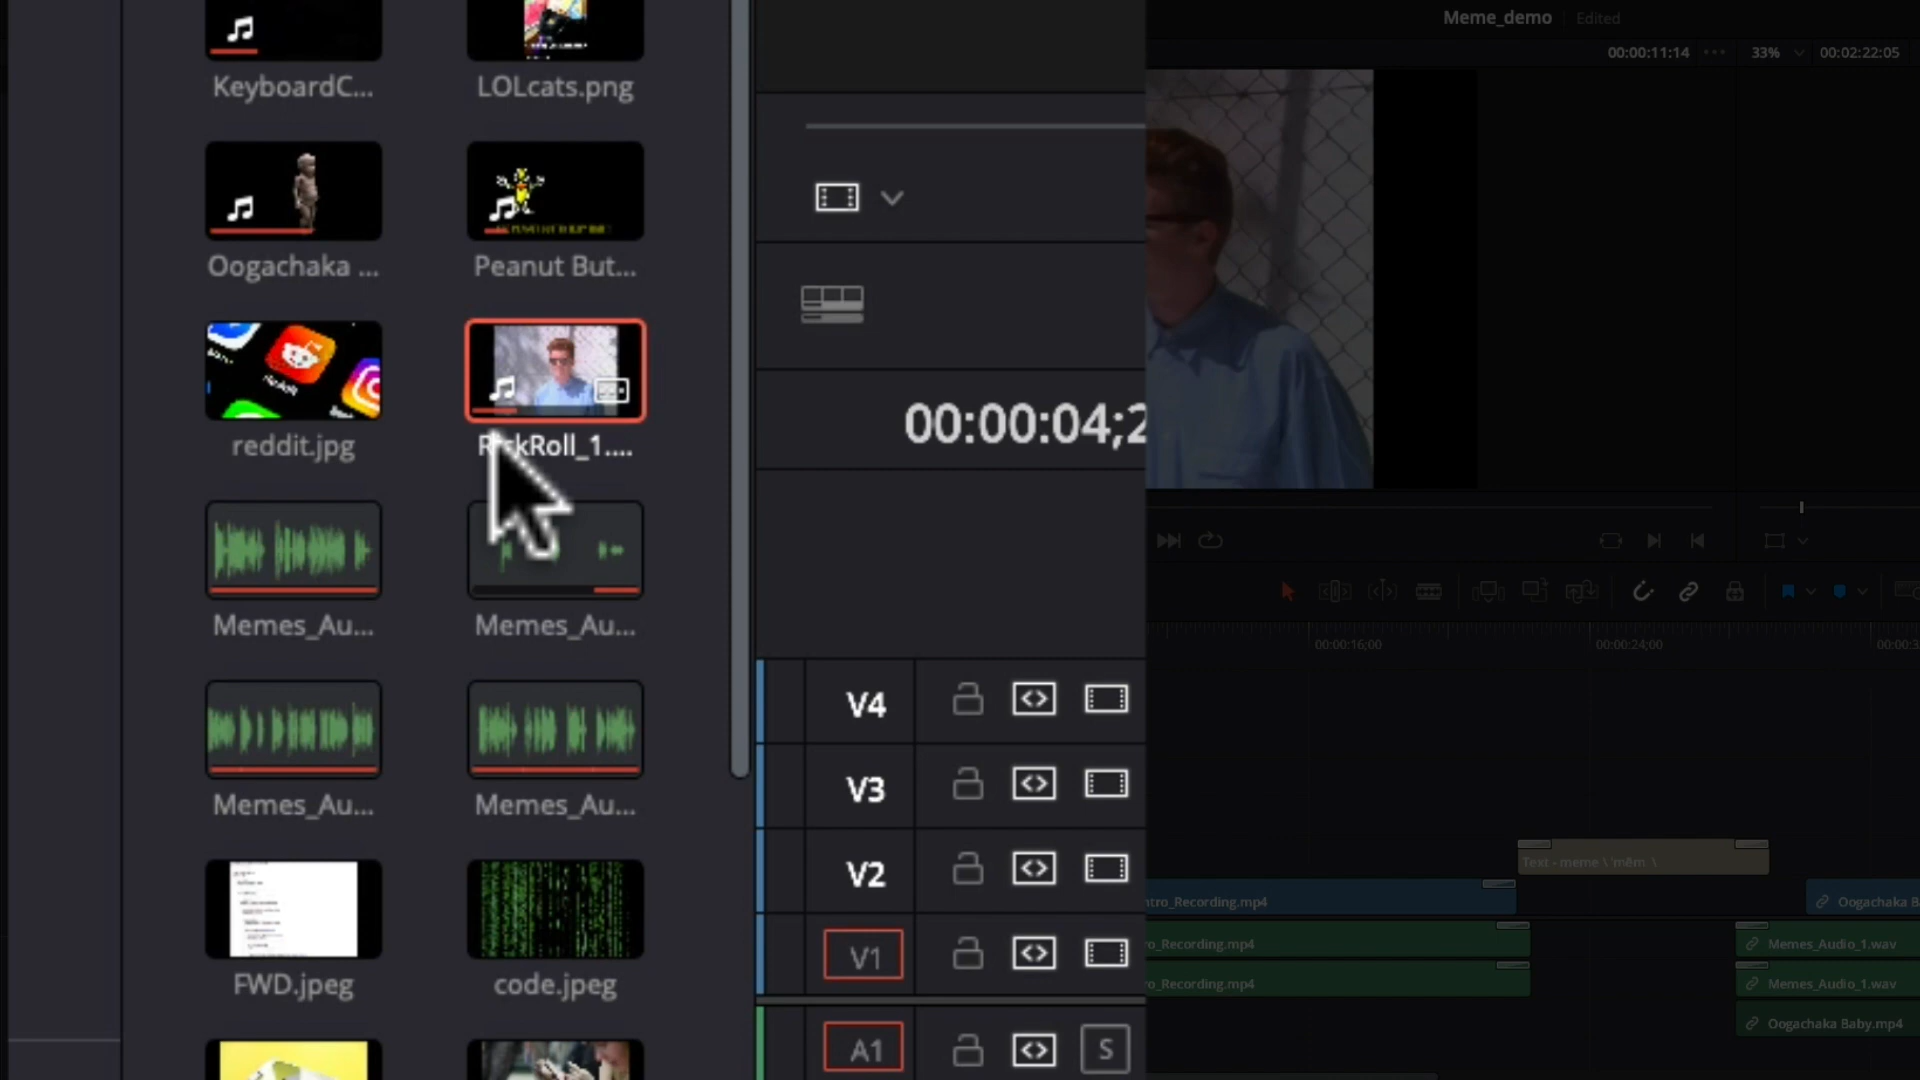 Meme_demo
Edited
00:00:11:14
33%
00:02:22:05
KeyboardC...
LOLcats.png
Oogachaka ...
Peanut But...
reddit.jpg
RickRoll_1....
00:00:04;2
Memes_Au...
Memes_Au...
Memes_Au...
Memes_Au...
FWD.jpeg
code.jpeg
V4
V3
V2
V1
A1
S
00:00:16;00
00:00:24;00
00:00:3
Text - meme \ 'mēm \
ntro_Recording.mp4
Oogachaka B
ro_Recording.mp4
Memes_Audio_1.wav
ro_Recording.mp4
Memes_Audio_1.wav
Oogachaka Baby.mp4